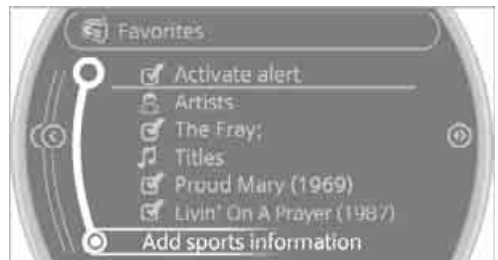 Favorites
Activate alert
Artists
The Fray;
Titles
Proud Mary (1969)
Livin' On A Prayer (1987)
Add sports information